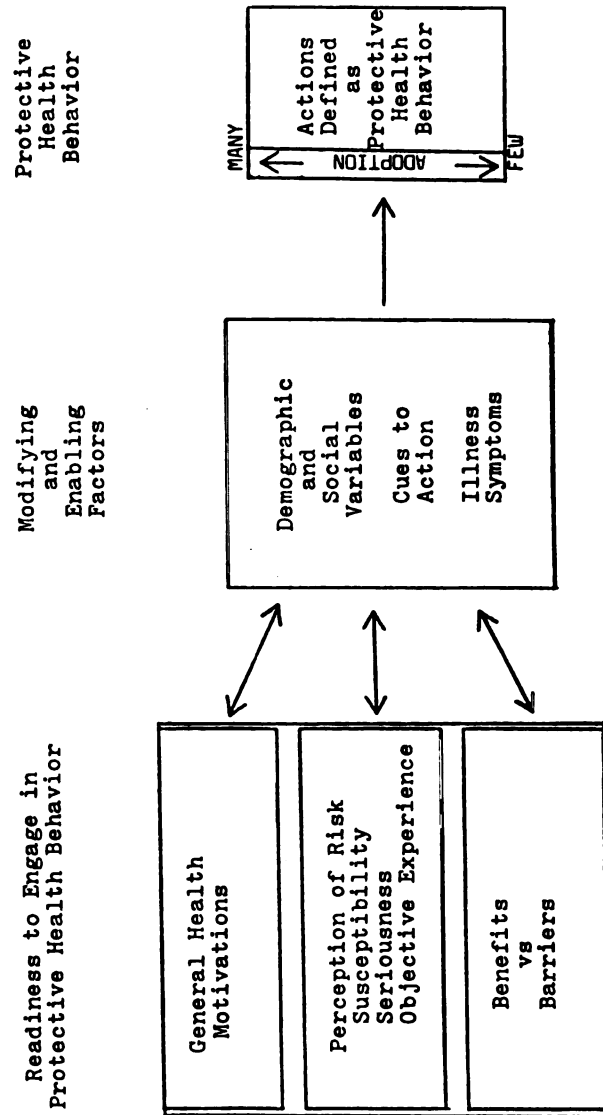 Readiness to Engage in
Protective Health Behavior
General Health
Motivations
Perception of Risk
Susceptibility
Seriousness
Objective Experience
Benefits
vs
Barriers
Modifying
and
Enabling
Factors
Demographic
and
Social
Variables
Cues to
Action
Illness
Symptoms
Protective
Health
Behavior
MANY
ADOPTION
FEW
Actions
Defined
as
Protective
Health
Behavior